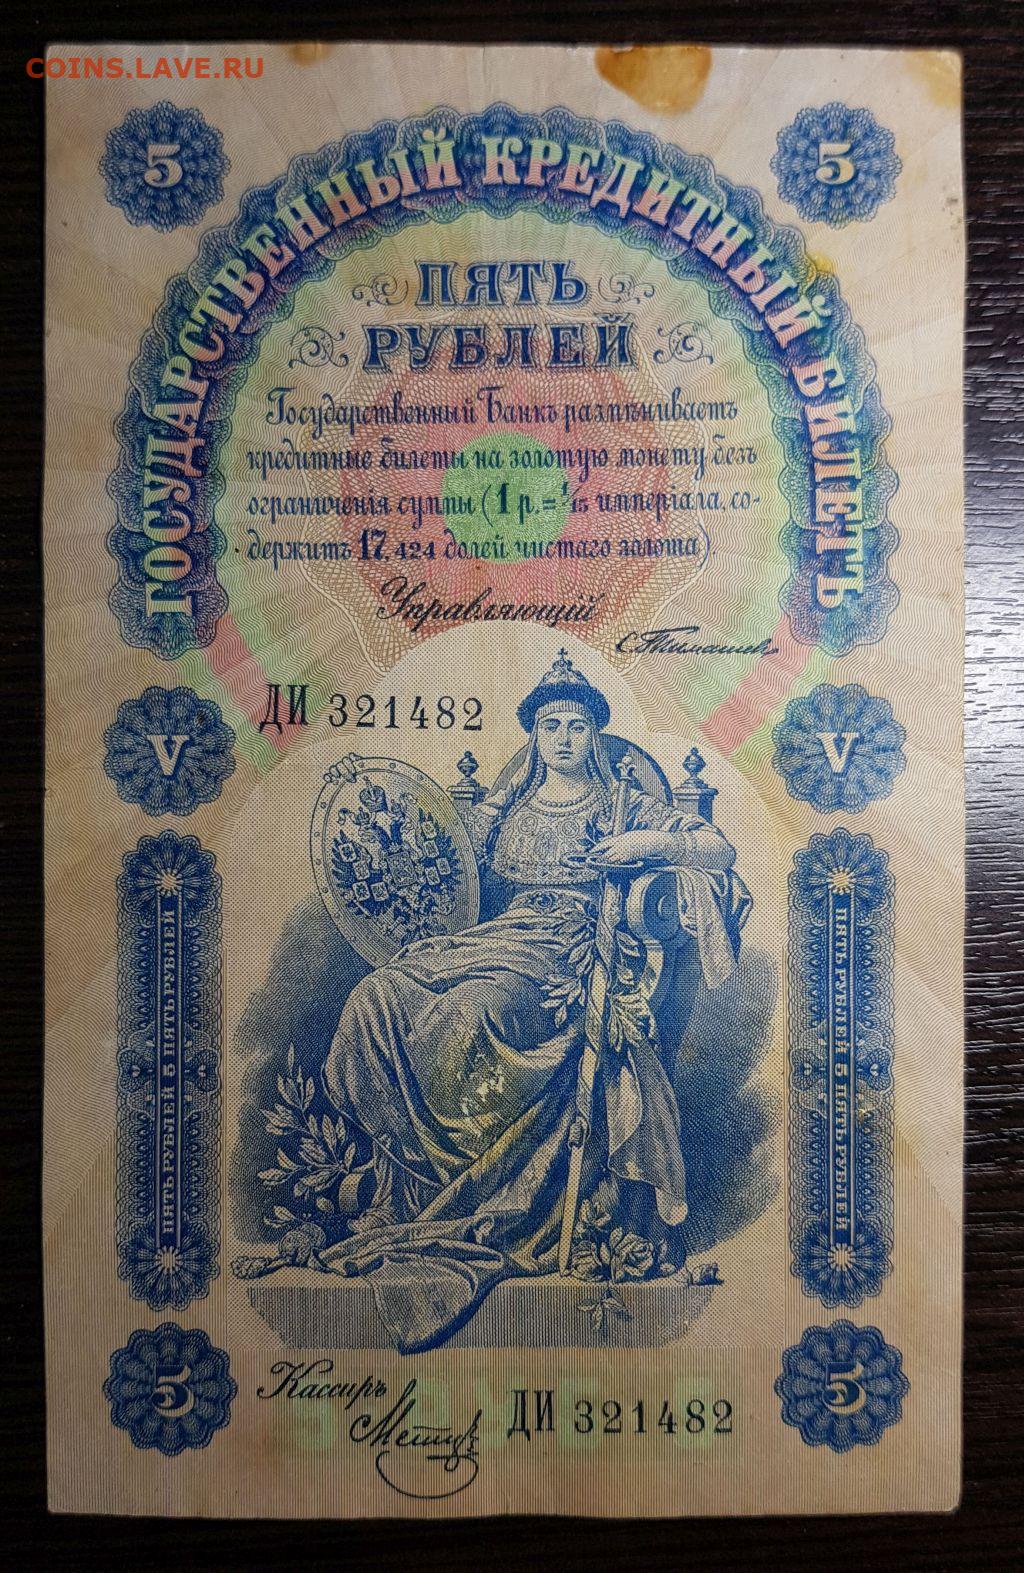 COINS.LAVE.RU
5 5
ГОСУДАРСТВЕННЫЙ КРЕДИТНЫЙ БИЛЕТЪ
ПЯТЬ
РУБЛЕЙ
Государственный Банкъ размѣниваетъ
кредитные билеты на золотую монету безъ
ограниченія суммы (1 р. = 1/15 имперіала, со-
держитъ 17,424 долей чистаго золота).
Управляющій
С. Тимашевъ
ДИ 321482
V V
ПЯТЬ РУБЛЕЙ 5 ПЯТЬ РУБЛЕЙ
ПЯТЬ РУБЛЕЙ 5 ПЯТЬ РУБЛЕЙ
5 5
Кассиръ
ДИ 321482